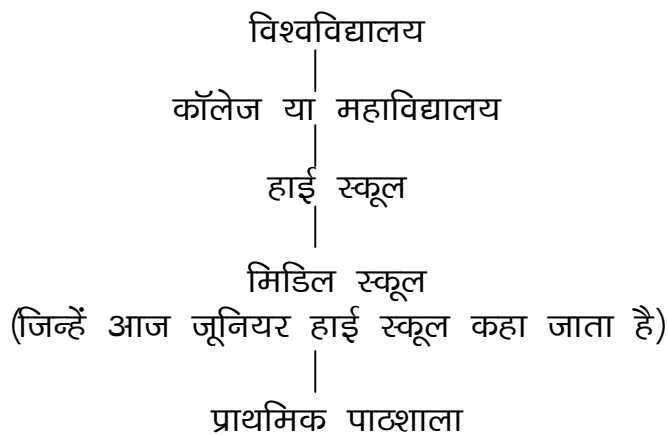 विश्वविद्यालय
कॉलेज या महाविद्यालय
हाई स्कूल
मिडिल स्कूल
(जिन्हें आज जूनियर हाई स्कूल कहा जाता है)
प्राथमिक पाठशाला